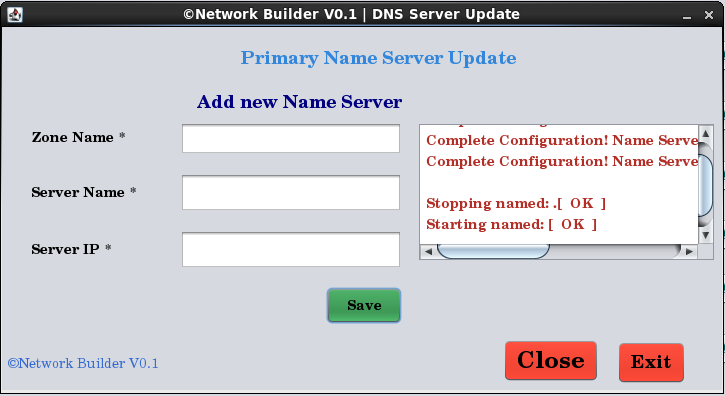 ©Network Builder V0.1 | DNS Server Update
Primary Name Server Update
Add new Name Server
Zone Name *
Server Name *
Server IP *
Complete Configuration! Name Serve
Complete Configuration! Name Serve
Stopping named: .[ OK ]
Starting named: [ OK ]
Save
Close
Exit
©Network Builder V0.1